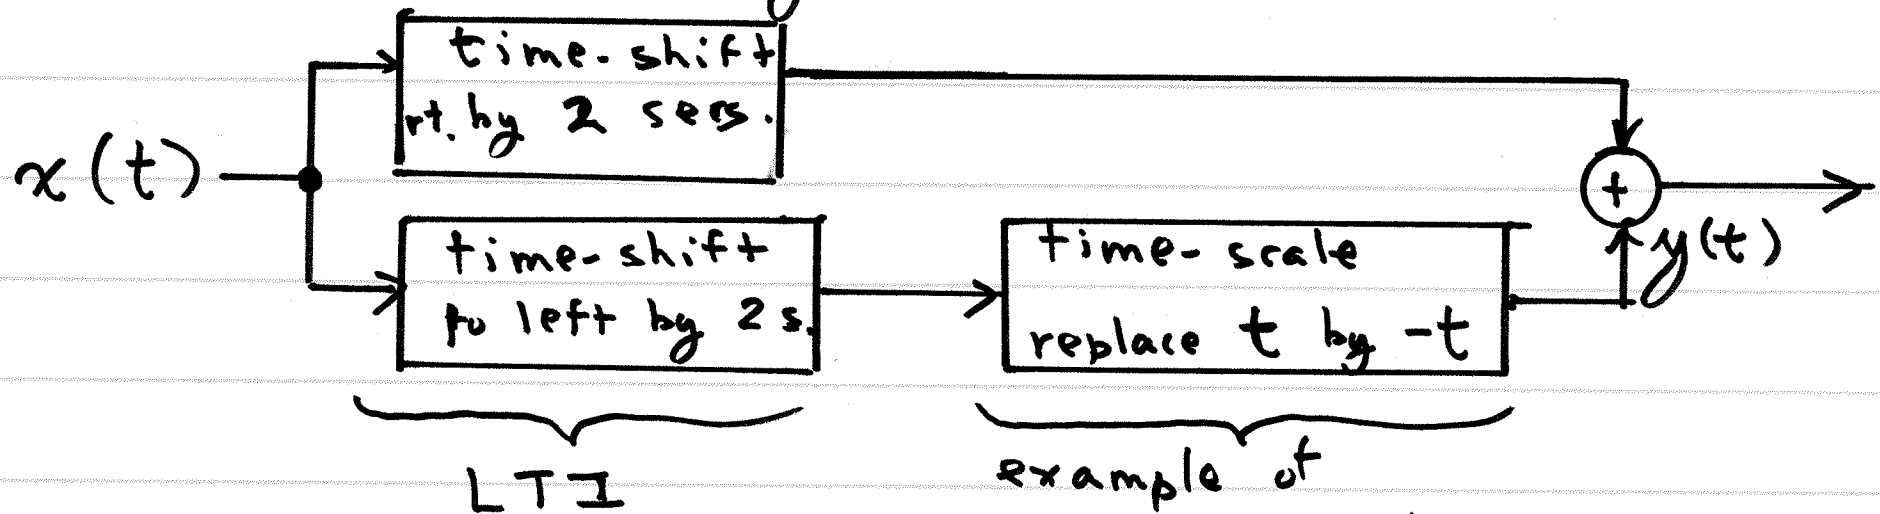 time-shift
rt. by 2 secs.
x(t)
+
time-shift
to left by 2 s.
time-scale
replace t by -t
y(t)
LTI
example of